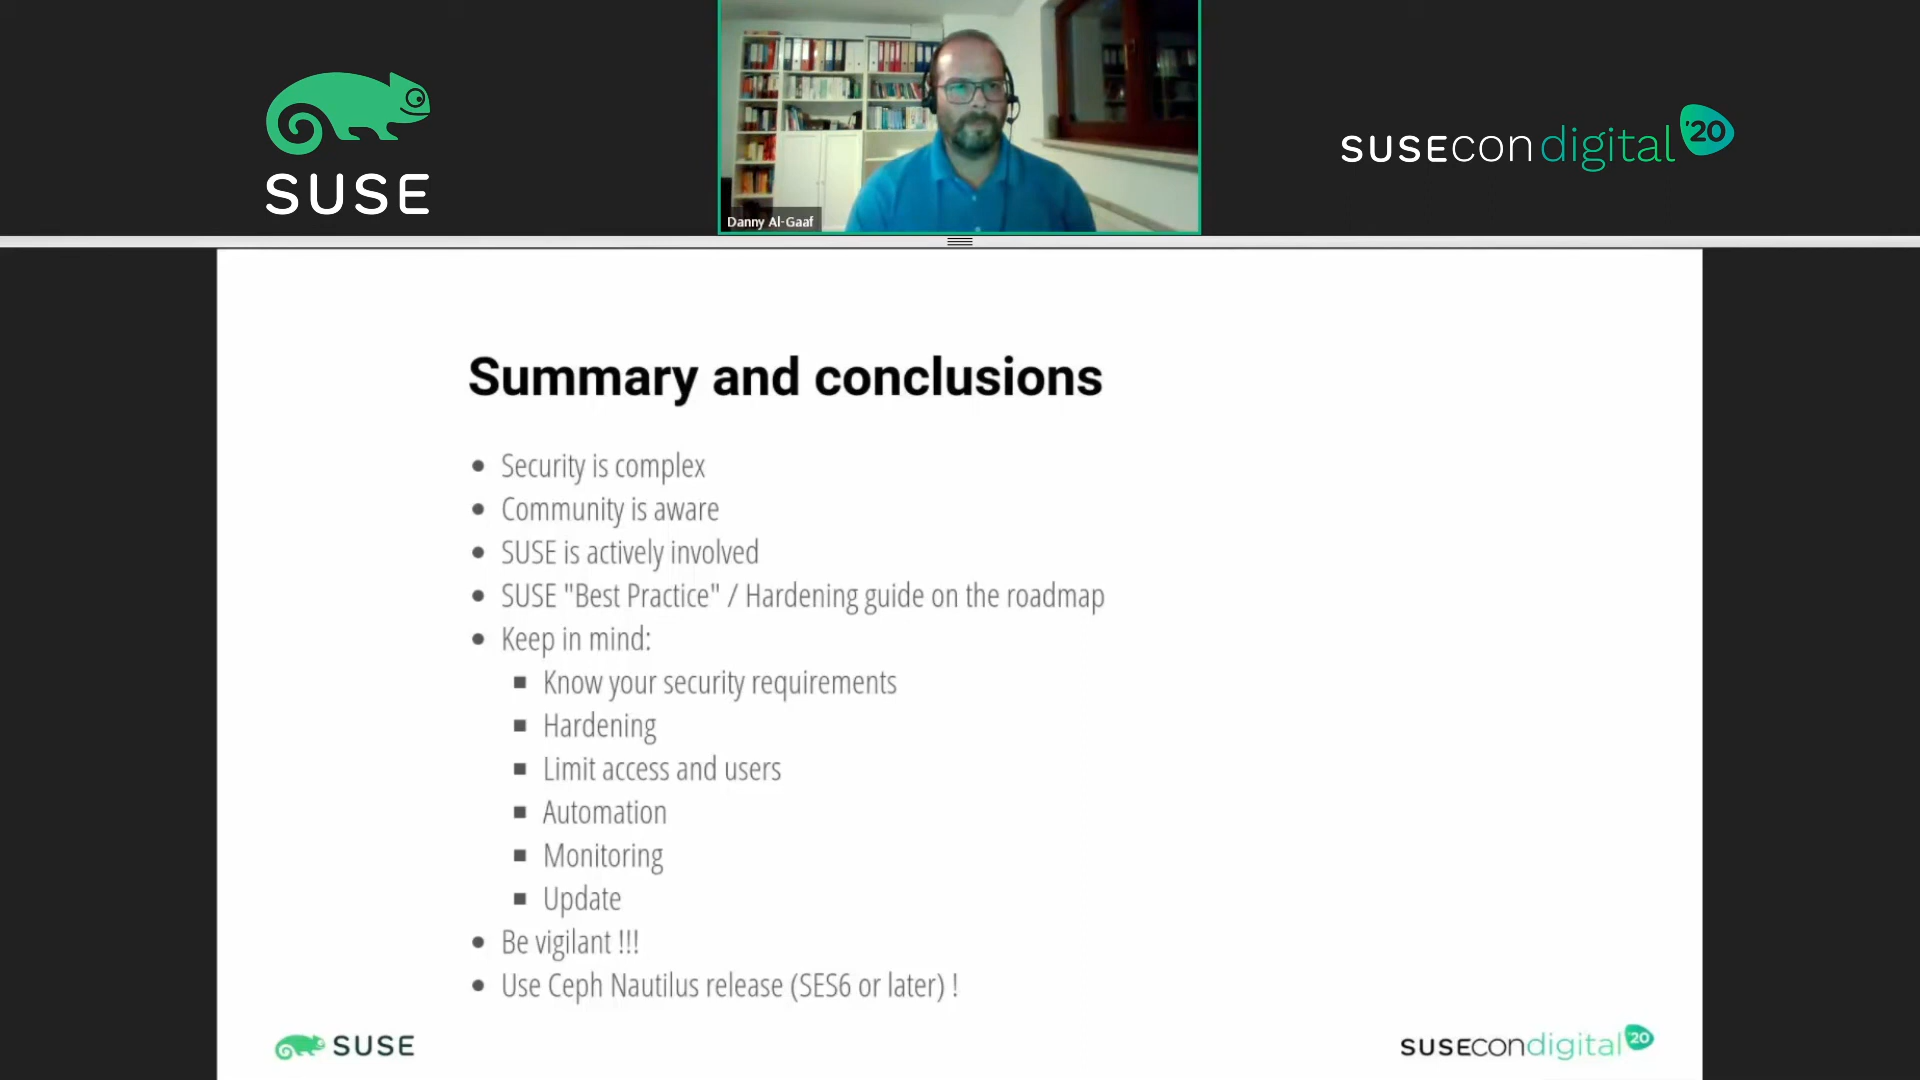 SUSE
Danny Al-Gaaf
SUSEcon digital '20
Summary and conclusions
• Security is complex
• Community is aware
• SUSE is actively involved
• SUSE "Best Practice" / Hardening guide on the roadmap
• Keep in mind:
▪ Know your security requirements
▪ Hardening
▪ Limit access and users
▪ Automation
▪ Monitoring
▪ Update
• Be vigilant !!!
• Use Ceph Nautilus release (SES6 or later) !
SUSE
SUSEcondigital '20